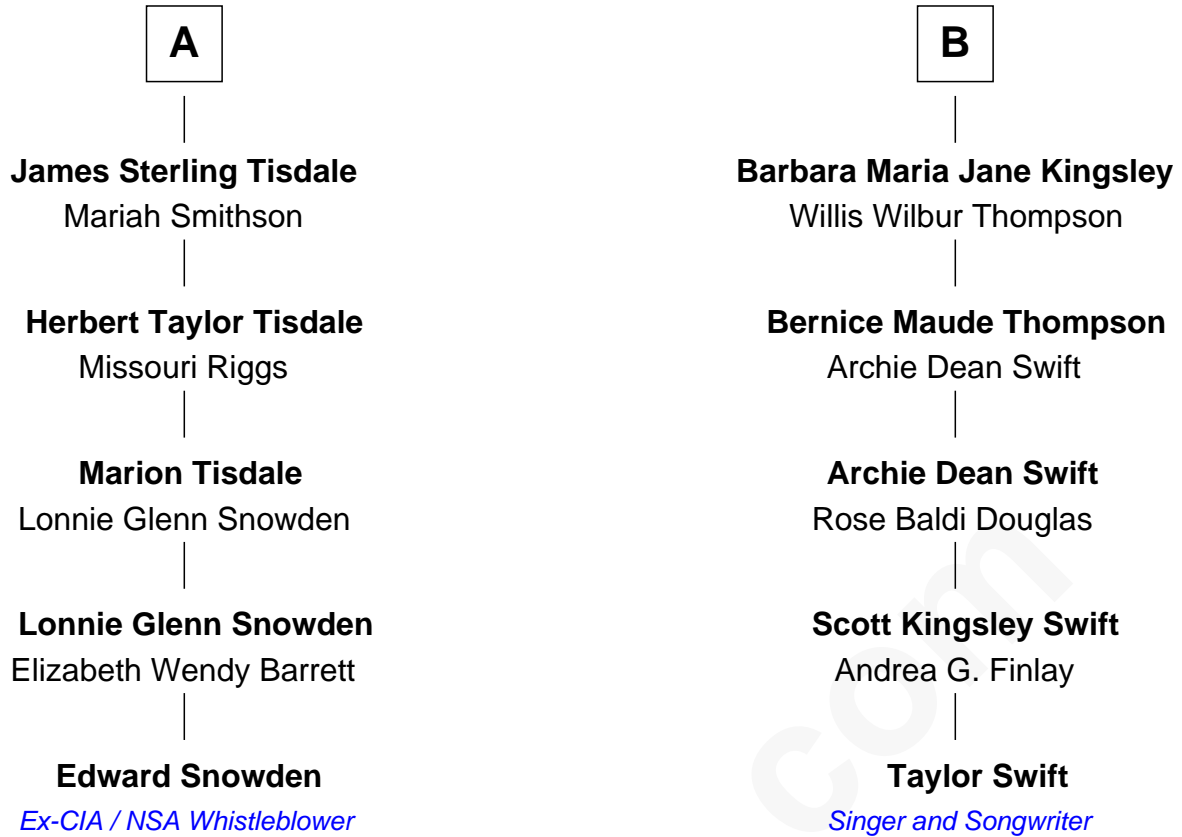 A
James Sterling Tisdale
Mariah Smithson
Herbert Taylor Tisdale
Missouri Riggs
Marion Tisdale
Lonnie Glenn Snowden
Lonnie Glenn Snowden
Elizabeth Wendy Barrett
Edward Snowden
Ex-CIA / NSA Whistleblower
B
Barbara Maria Jane Kingsley
Willis Wilbur Thompson
Bernice Maude Thompson
Archie Dean Swift
Archie Dean Swift
Rose Baldi Douglas
Scott Kingsley Swift
Andrea G. Finlay
Taylor Swift
Singer and Songwriter
com